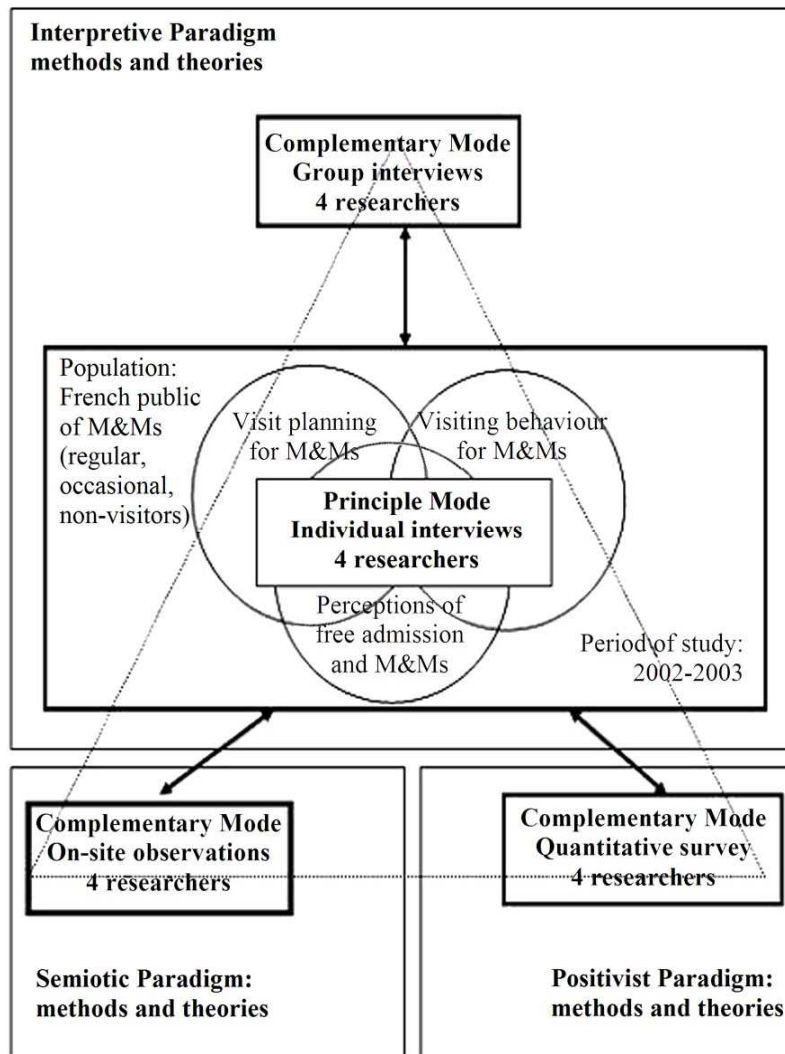 Interpretive Paradigm
methods and theories
Complementary Mode
Group interviews
4 researchers
Population:
French public
of M&Ms
(regular,
occasional,
non-visitors)
Visit planning
for M&Ms
Visiting behaviour
for M&Ms
Principle Mode
Individual interviews
4 researchers
Perceptions of
free admission
and M&Ms
Period of study:
2002-2003
Complementary Mode
On-site observations
4 researchers
Complementary Mode
Quantitative survey
4 researchers
Semiotic Paradigm:
methods and theories
Positivist Paradigm:
methods and theories